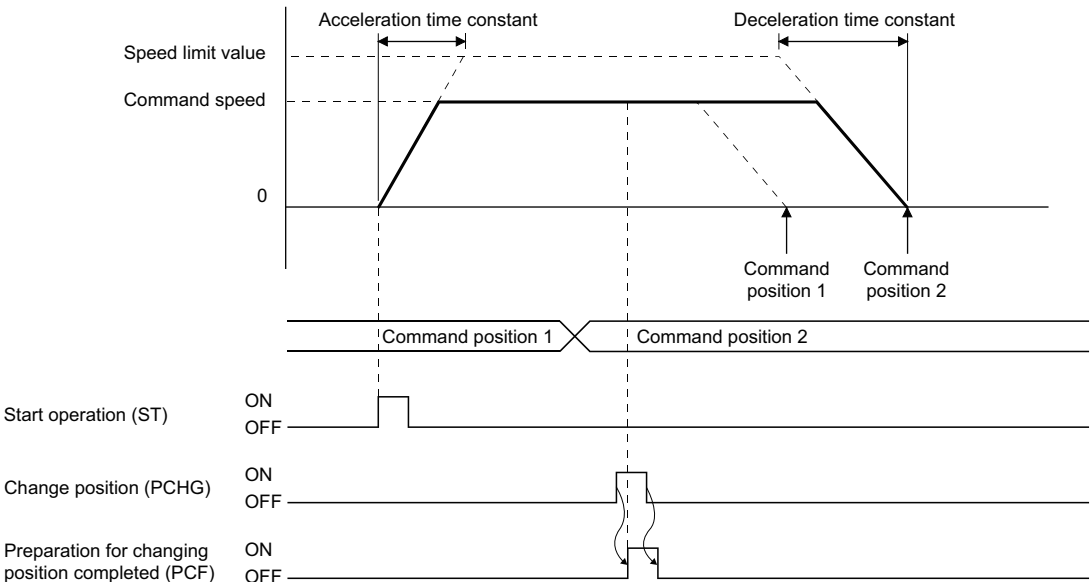 Acceleration time constant
Deceleration time constant
Speed limit value
Command speed
0
Command
position 1
Command
position 2
Command position 1
Command position 2
Start operation (ST)
ON
OFF
Change position (PCHG)
ON
OFF
Preparation for changing
position completed (PCF)
ON
OFF